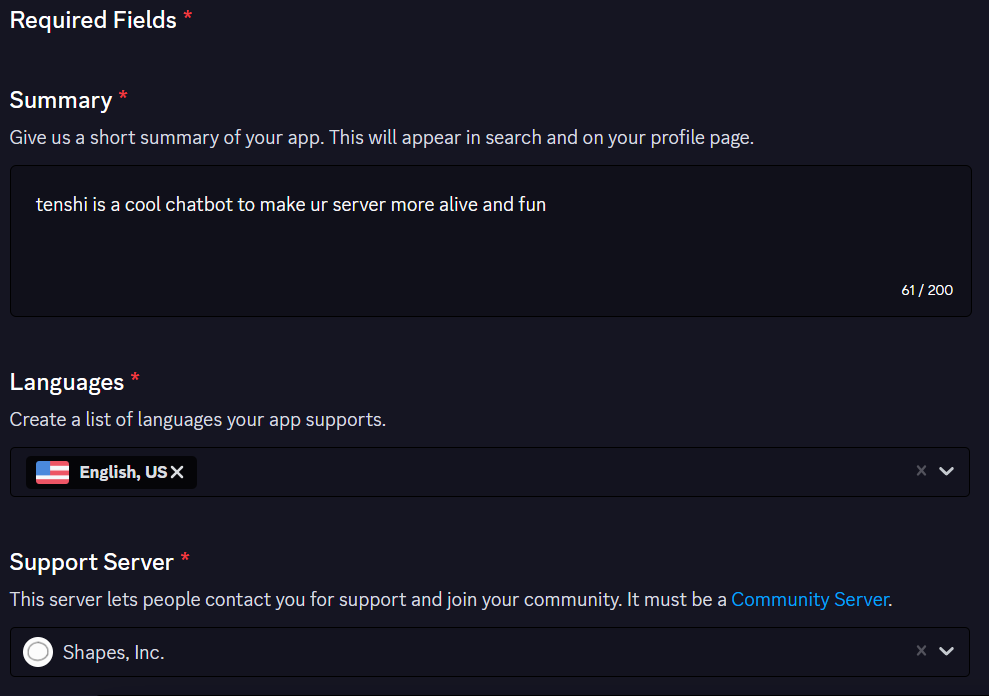 Required Fields *
Summary *
Give us a short summary of your app. This will appear in search and on your profile page.
tenshi is a cool chatbot to make ur server more alive and fun
61 / 200
Languages *
Create a list of languages your app supports.
English, US
Support Server *
This server lets people contact you for support and join your community. It must be a Community Server.
Shapes, Inc.